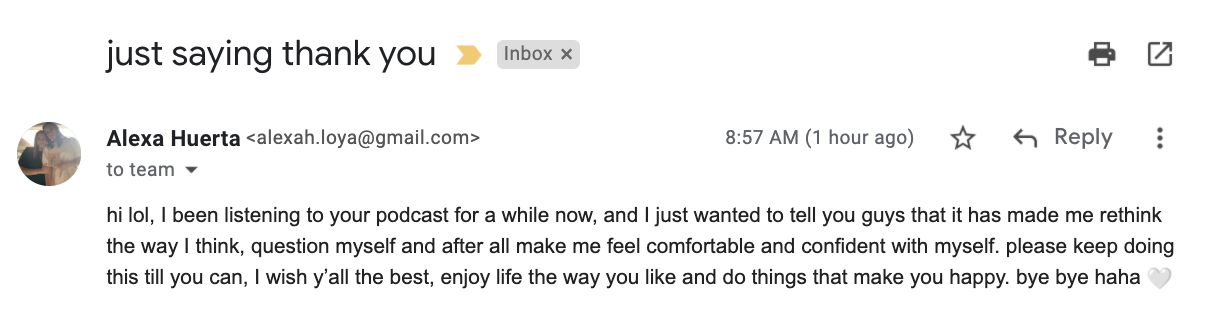 just saying thank you Inbox ×
Alexa Huerta <alexah.loya@gmail.com> 8:57 AM (1 hour ago) Reply
to team
hi lol, I been listening to your podcast for a while now, and I just wanted to tell you guys that it has made me rethink
the way I think, question myself and after all make me feel comfortable and confident with myself. please keep doing
this till you can, I wish y’all the best, enjoy life the way you like and do things that make you happy. bye bye haha 🤍